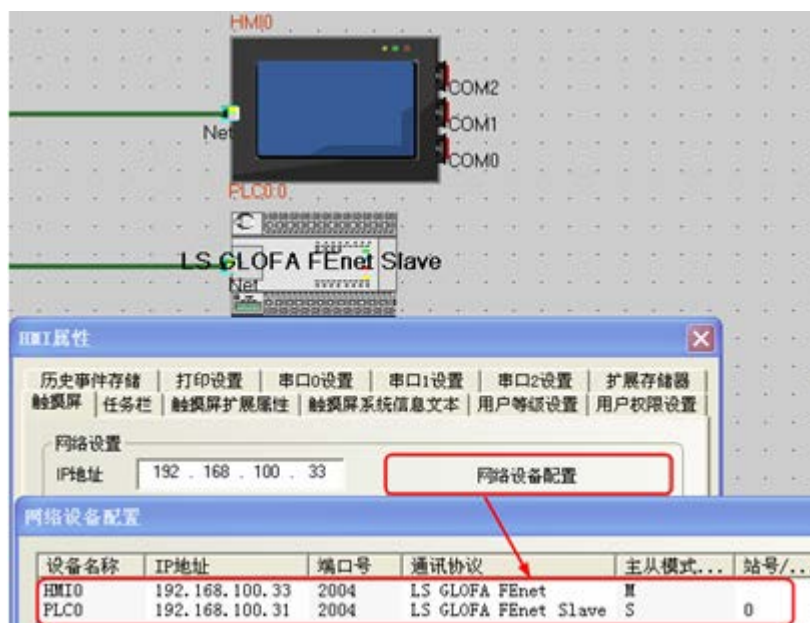 HMI0
COM2
COM1
Net
COM0
PLC0:0
LS GLOFA FEnet Slave
Net
HMI属性
历史事件存储 打印设置 串口0设置 串口1设置 串口2设置 扩展存储器
触摸屏 任务栏 触摸屏扩展属性 触摸屏系统信息文本 用户等级设置 用户权限设置
网络设置
IP地址 192 . 168 . 100 . 33 网络设备配置
网络设备配置
设备名称 IP地址 端口号 通讯协议 主从模式... 站号/...
HMI0 192.168.100.33 2004 LS GLOFA FEnet M
PLC0 192.168.100.31 2004 LS GLOFA FEnet Slave S 0